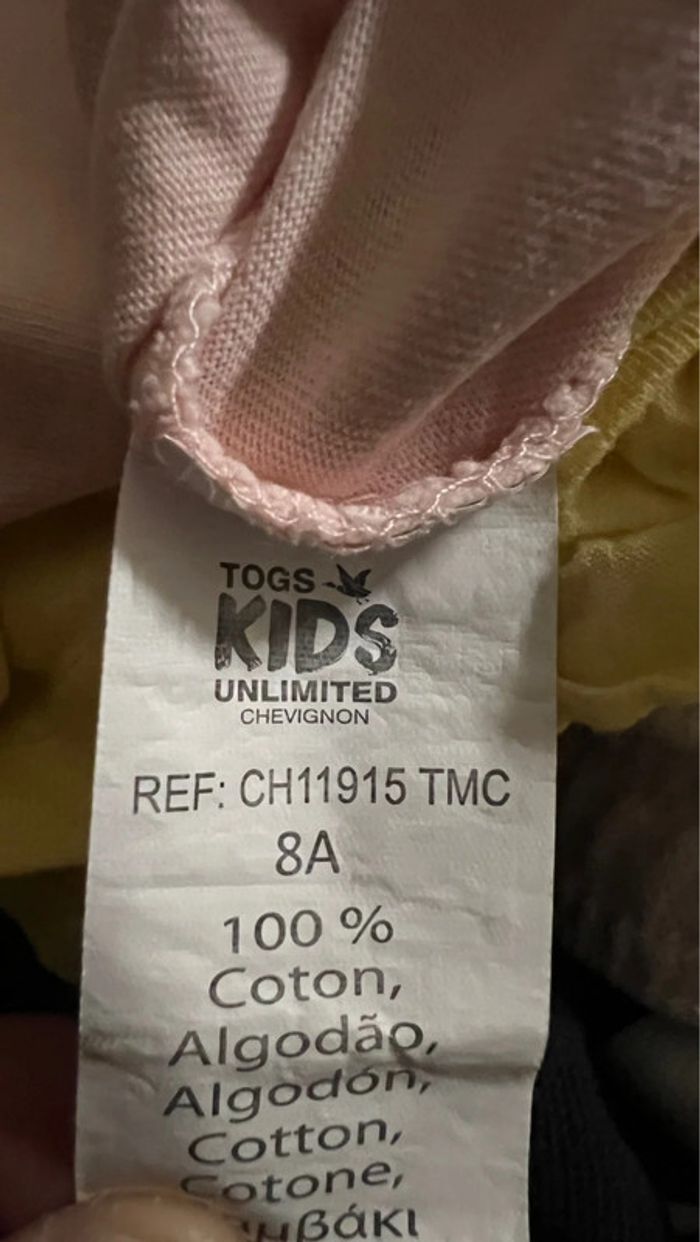 TOGS
KIDS
UNLIMITED
CHEVIGNON
REF: CH11915 TMC
8A
100 %
Coton,
Algodão,
Algodón,
Cotton,
Cotone,